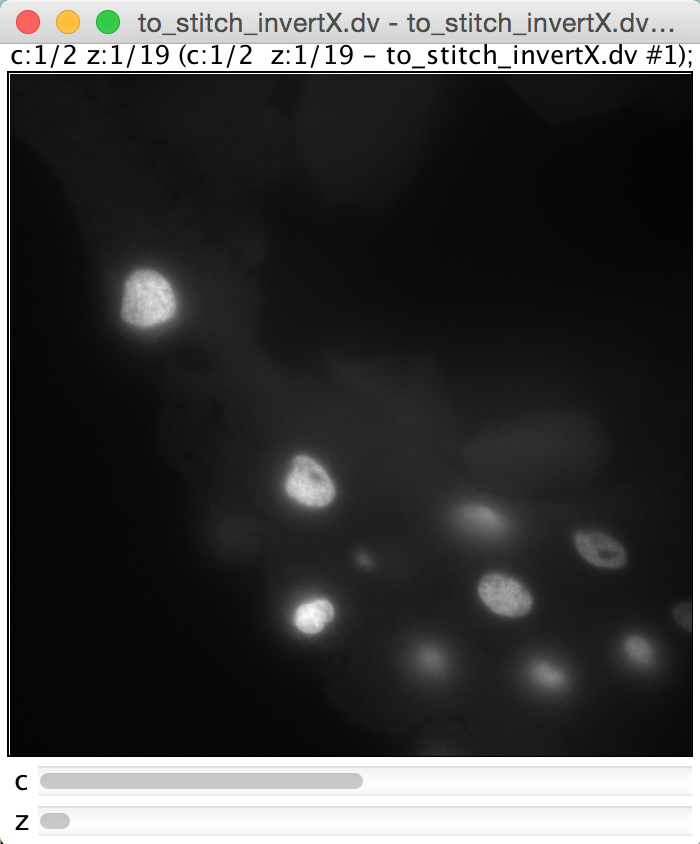 to_stitch_invertX.dv - to_stitch_invertX.dv...
c:1/2 z:1/19 (c:1/2  z:1/19 - to_stitch_invertX.dv #1);
c
z